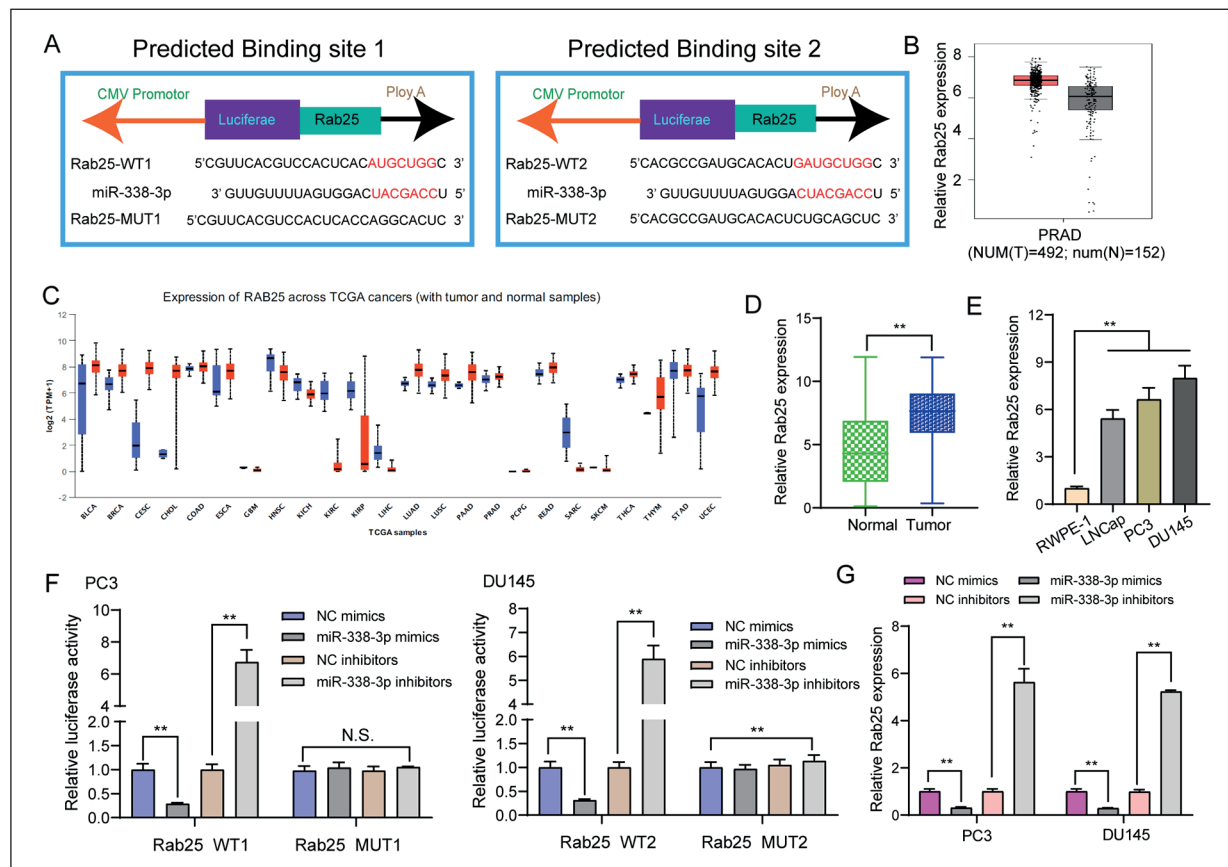 A
Predicted Binding site 1
CMV Promotor
Ploy A
Luciferae
Rab25
Rab25-WT1 5'CGUUCACGUCCACUCACAUGCUGGC 3'
miR-338-3p 3' GUUGUUUUAGUGGACUACGACCU 5'
Rab25-MUT1 5'CGUUCACGUCCACUCACCAGGCACUC 3'
Predicted Binding site 2
CMV Promotor
Ploy A
Luciferae
Rab25
Rab25-WT2 5'CACGCCGAUGCACACUGAUGCUGGC 3'
miR-338-3p 3' GUUGUUUUAGUGGACUACGACCU 5'
Rab25-MUT2 5'CACGCCGAUGCACACUCUGCAGCUC 3'
B
Relative Rab25 expression
8
6
4
2
PRAD
(NUM(T)=492; num(N)=152)
C
Expression of RAB25 across TCGA cancers (with tumor and normal samples)
log2 (TPM+1)
12
10
8
6
4
2
0
-2
BLCA BRCA CESC CHOL COAD ESCA GBM HNSC KICH KIRC KIRP LIHC LUAD LUSC PAAD PRAD PCPG READ SARC SKCM THCA THYM STAD UCEC
TCGA samples
D
Relative Rab25 expression
15
10
5
0
**
Normal Tumor
E
Relative Rab25 expression
12
9
6
3
0
**
RWPE-1 LNCap PC3 DU145
F
PC3
Relative luciferase activity
10
8
6
4
2.0
1.5
1.0
0.5
0.0
**
**
N.S.
NC mimics
miR-338-3p mimics
NC inhibitors
miR-338-3p inhibitors
Rab25 WT1 Rab25 MUT1
DU145
Relative luciferase activity
8
7
6
5
4
2.0
1.5
1.0
0.5
0.0
**
**
**
NC mimics
miR-338-3p mimics
NC inhibitors
miR-338-3p inhibitors
Rab25 WT2 Rab25 MUT2
G
NC mimics miR-338-3p mimics
NC inhibitors miR-338-3p inhibitors
Relative Rab25 expression
8
6
4
2
0
**
**
**
**
PC3 DU145